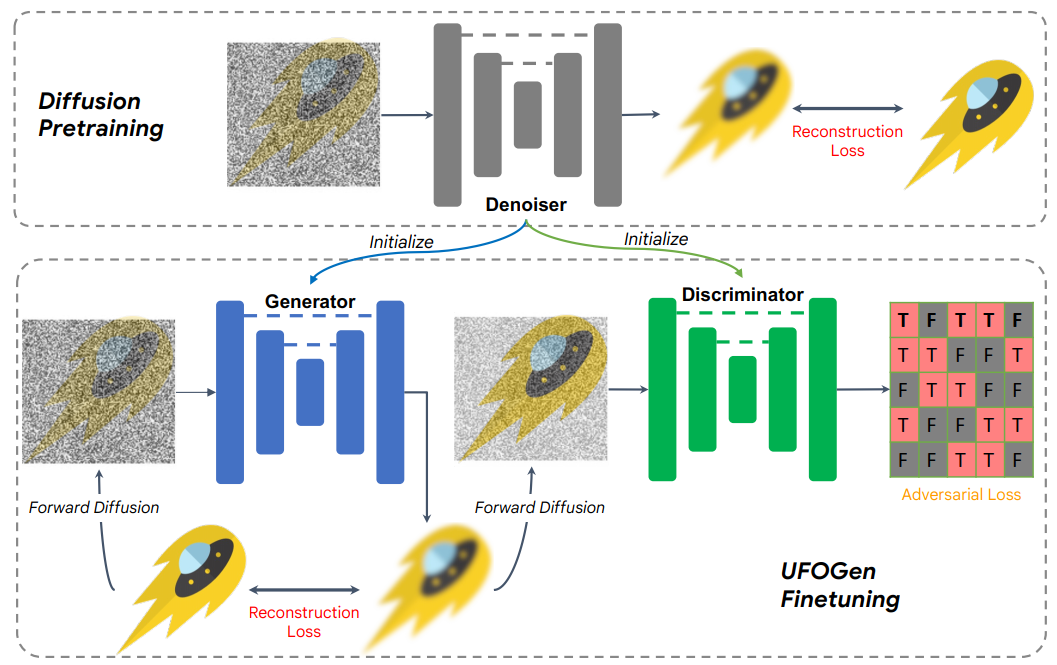 Diffusion
Pretraining
Reconstruction
Loss
Denoiser
Initialize
Initialize
Generator
Discriminator
T F T T F
T T F F T
F T T F F
T F F T T
F F T T F
Adversarial Loss
Forward Diffusion
Forward Diffusion
Reconstruction
Loss
UFOGen
Finetuning